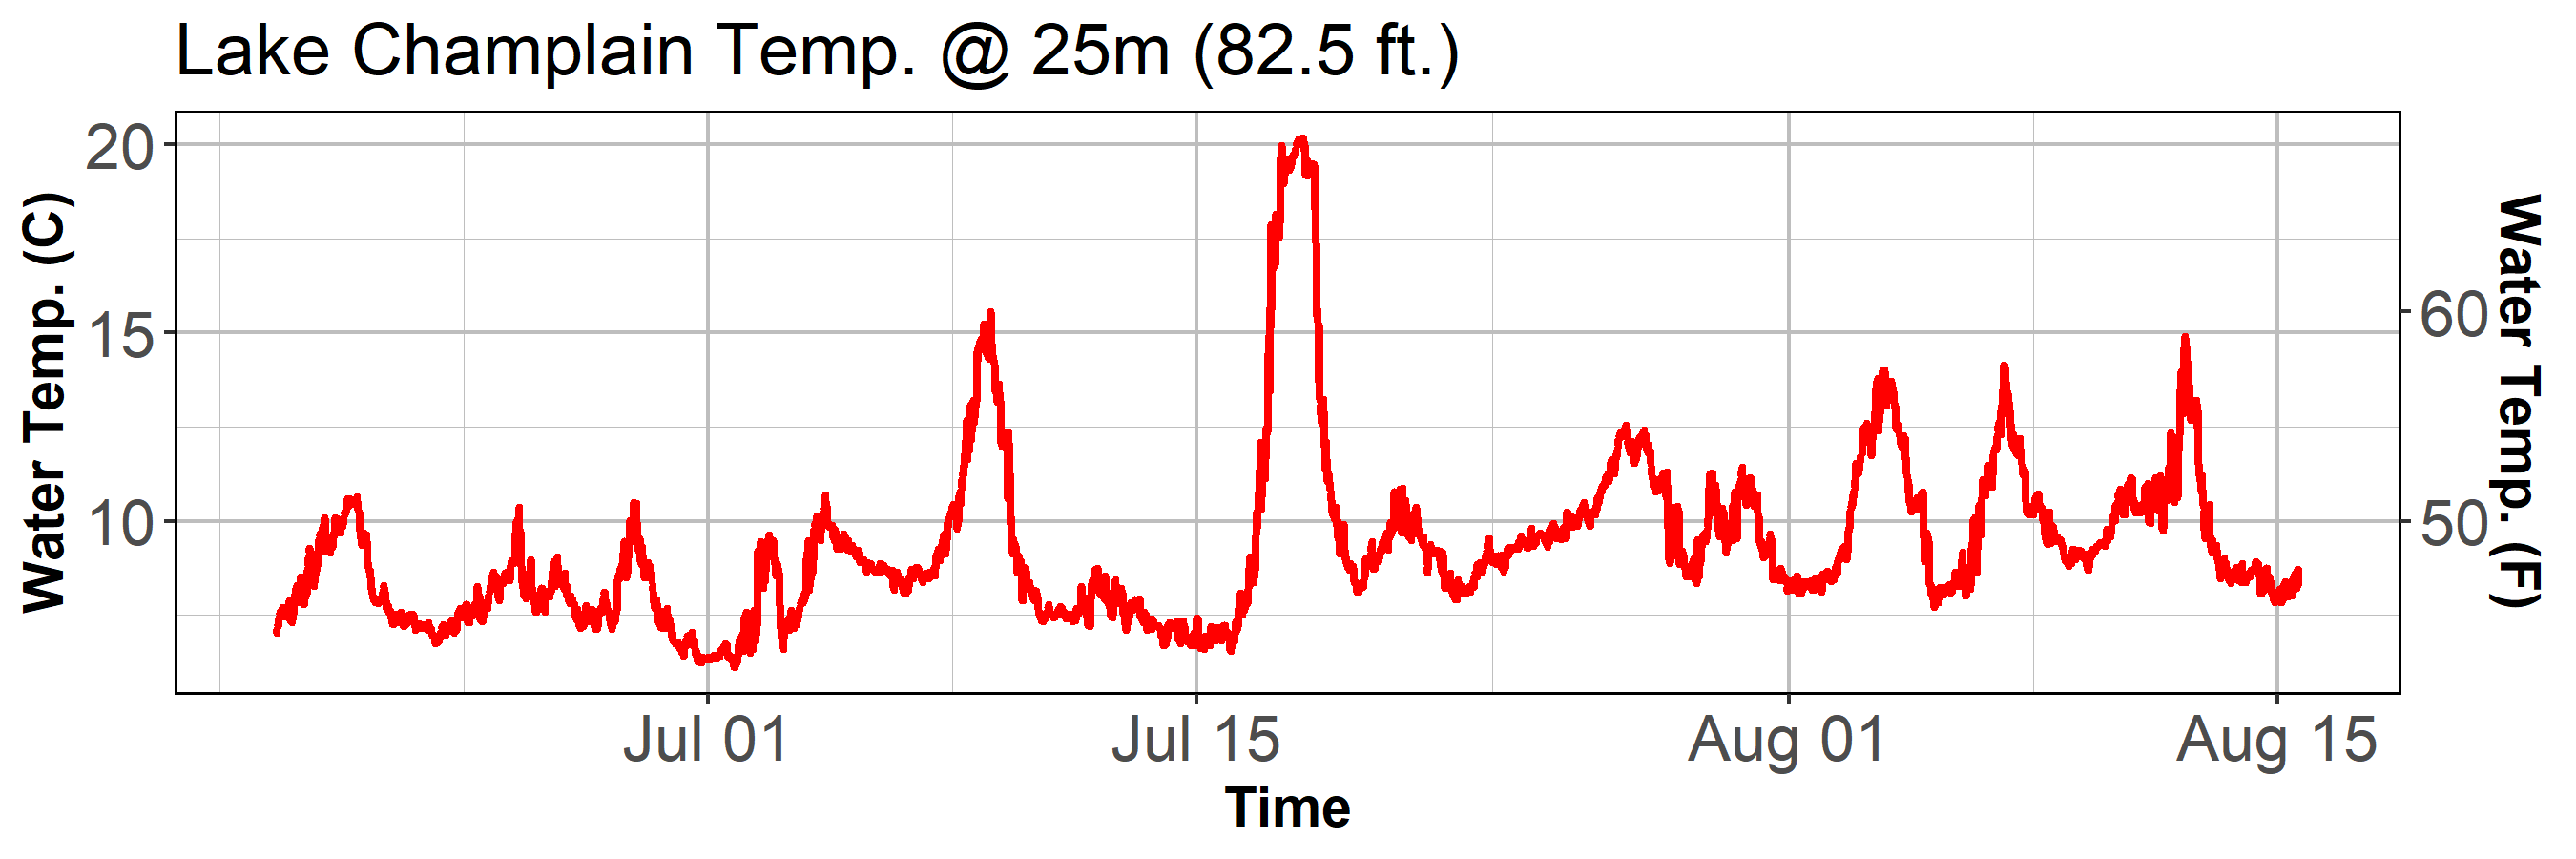 Lake Champlain Temp. @ 25m (82.5 ft.)
Water Temp. (C)
20
15
10
60
50
Water Temp. (F)
Jul 01
Jul 15
Aug 01
Aug 15
Time